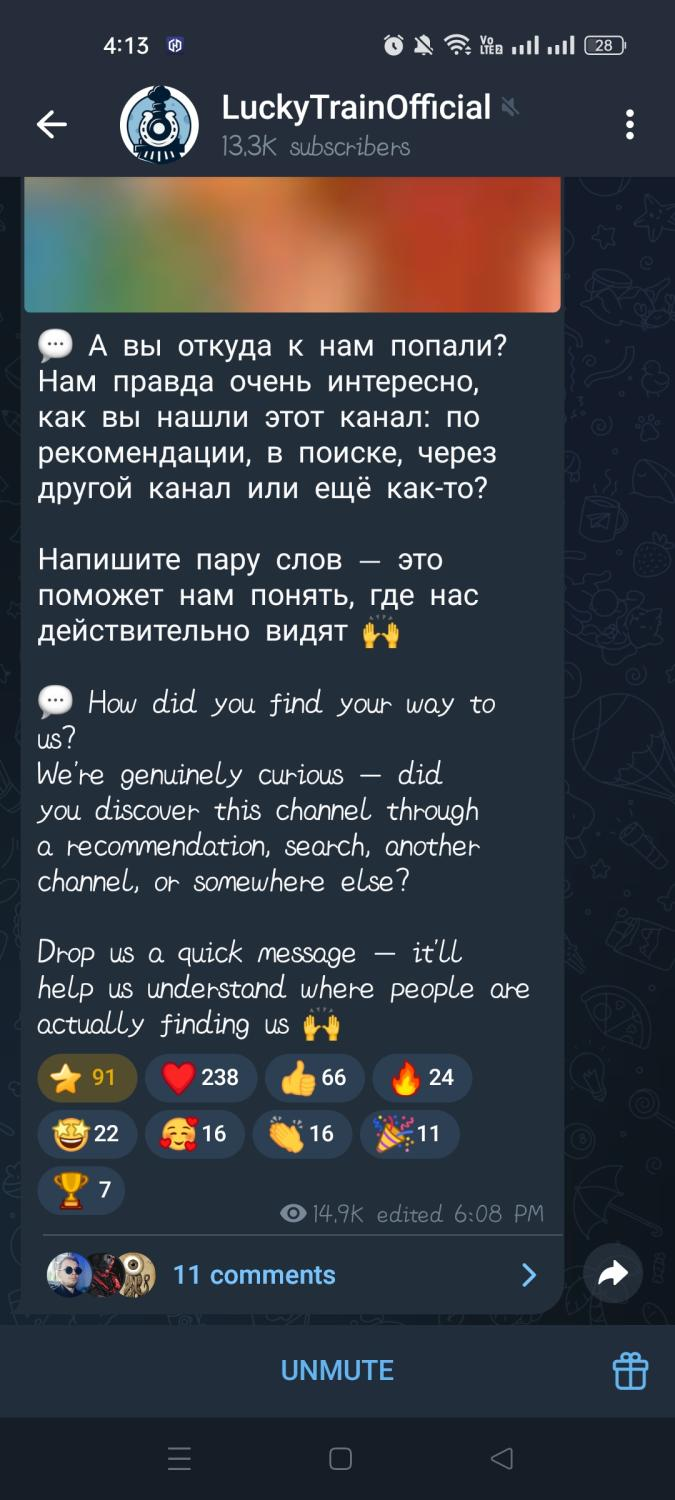 4:13
Vo
LTE2
28
LuckyTrainOfficial
13.3K subscribers
💬 А вы откуда к нам попали?
Нам правда очень интересно,
как вы нашли этот канал: по
рекомендации, в поиске, через
другой канал или ещё как-то?
Напишите пару слов — это
поможет нам понять, где нас
действительно видят 🙌
💬 How did you find your way to
us?
We're genuinely curious — did
you discover this channel through
a recommendation, search, another
channel, or somewhere else?
Drop us a quick message — it'll
help us understand where people are
actually finding us 🙌
⭐ 91 ❤️ 238 👍 66 🔥 24
🤩 22 🥰 16 👏 16 🎉 11
🏆 7
14.9K edited 6:08 PM
11 comments
UNMUTE